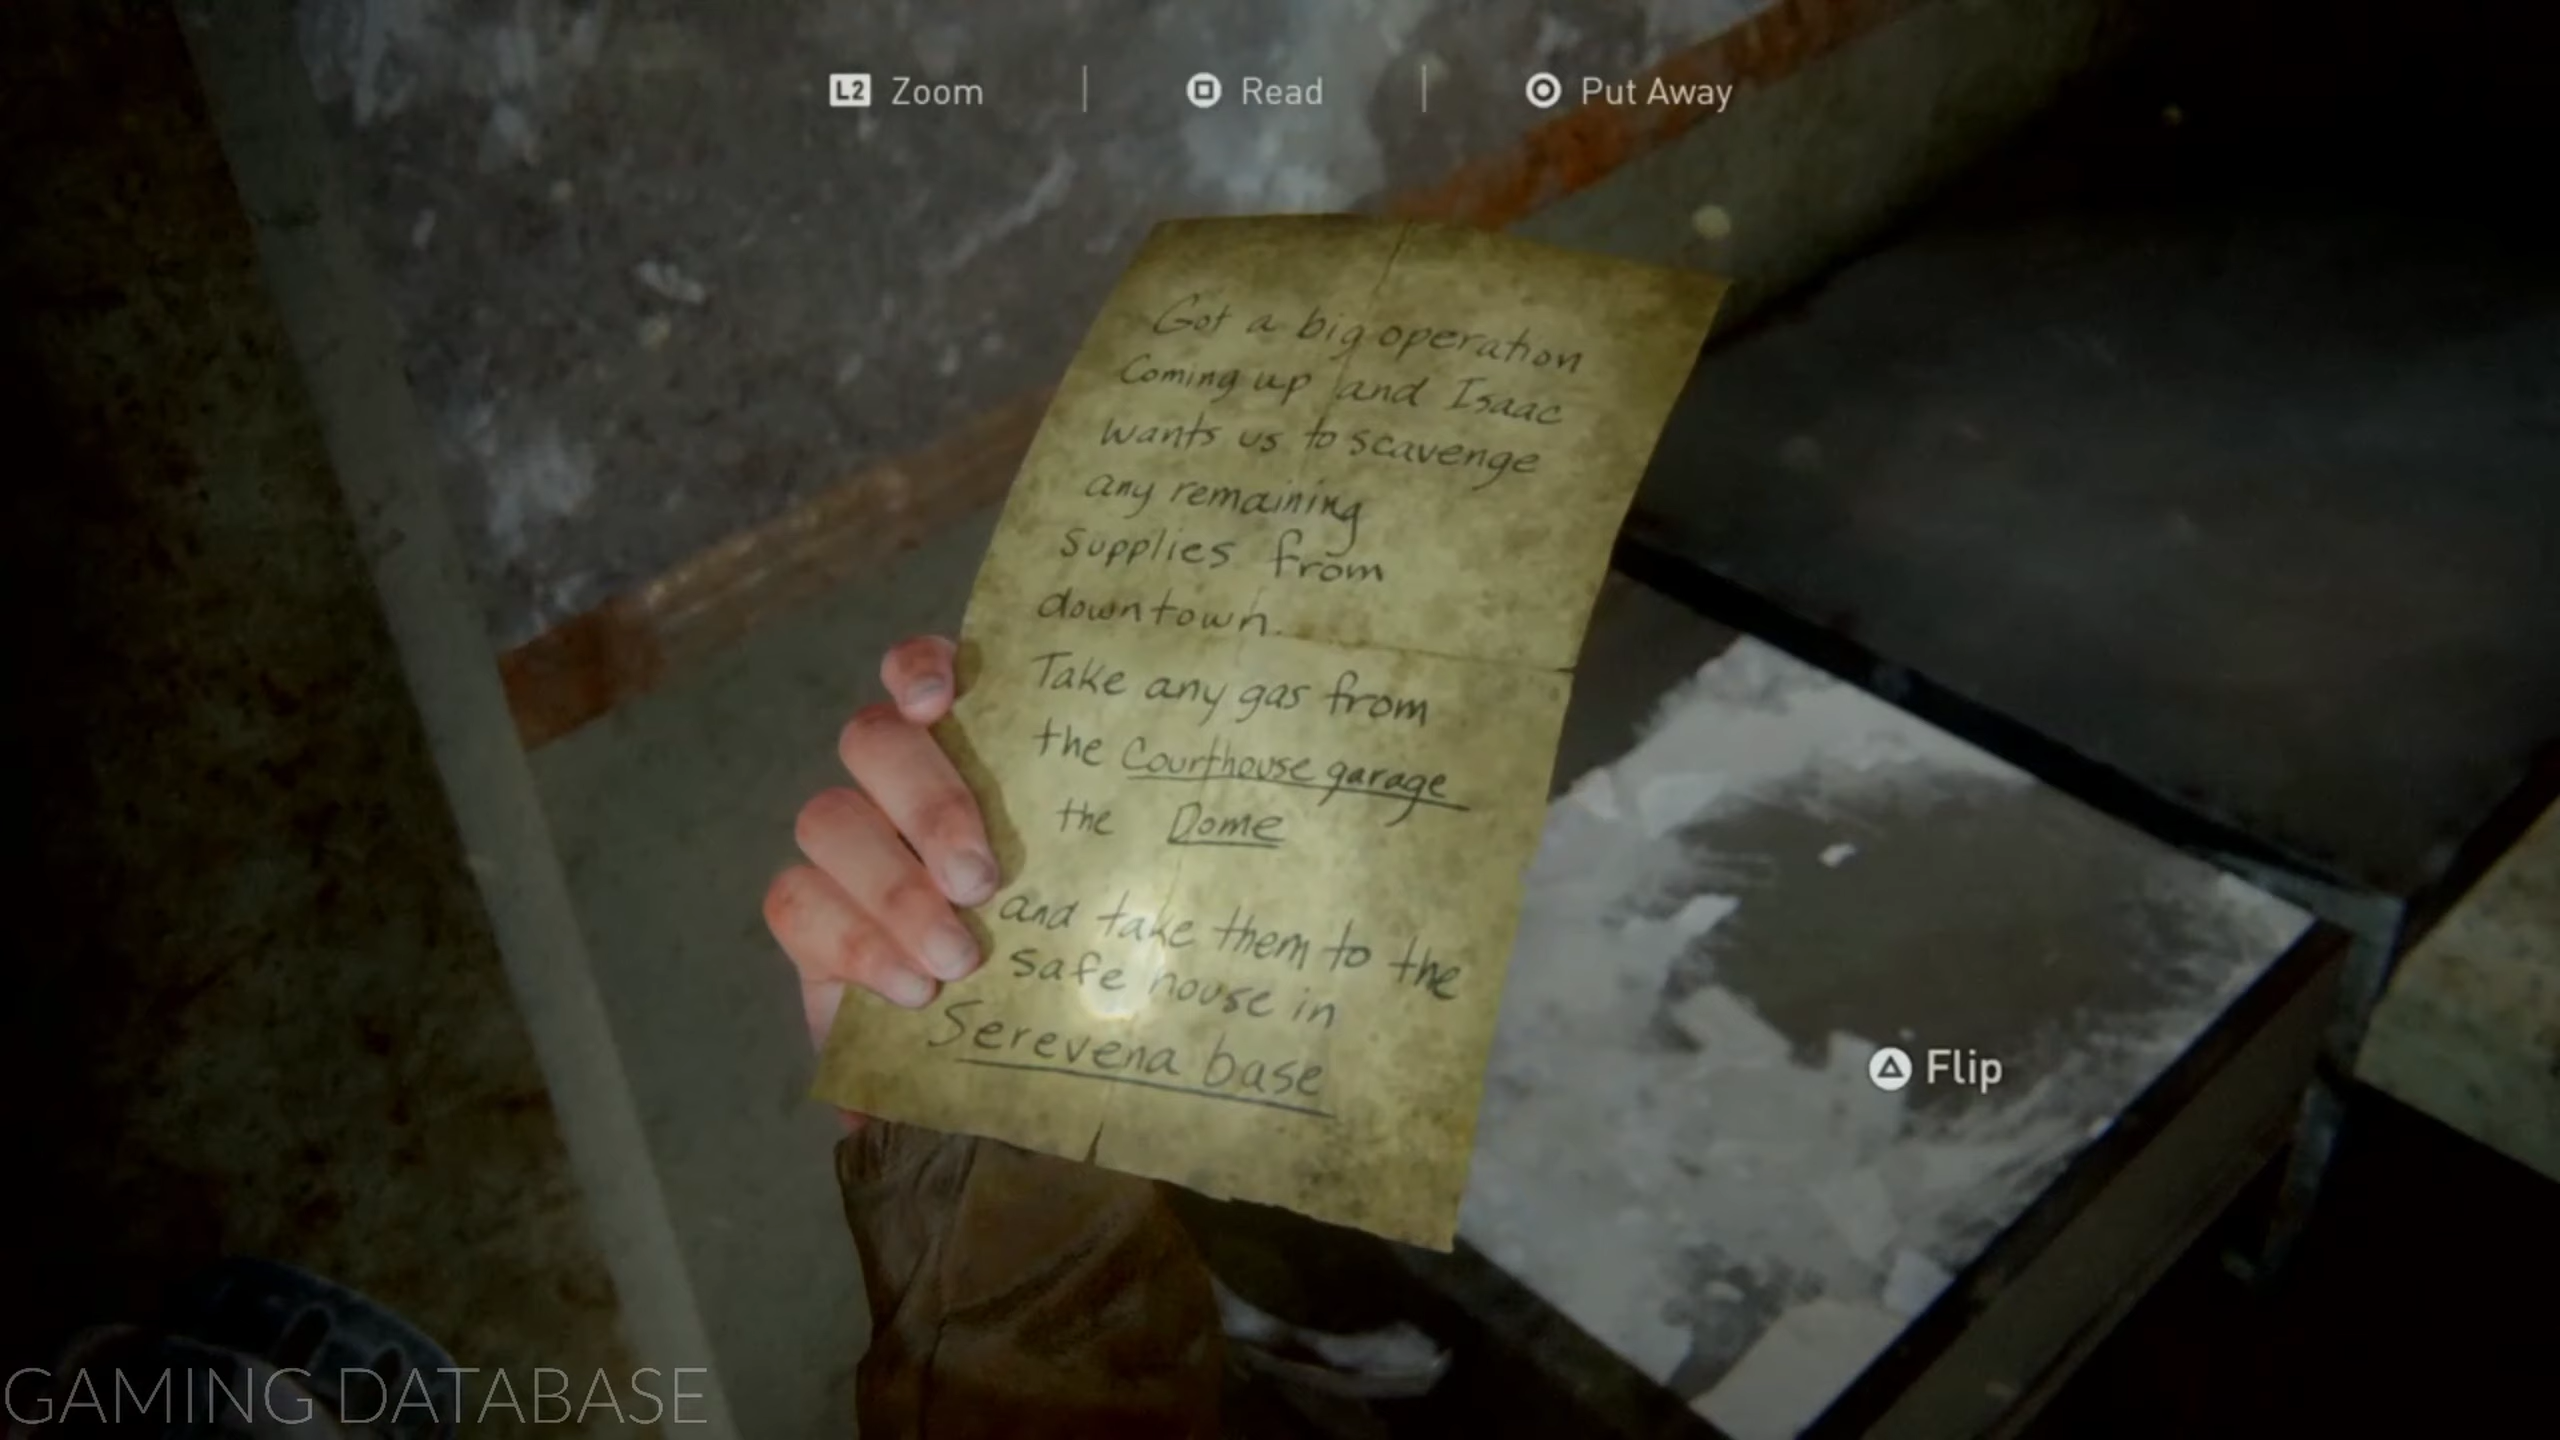 L2 Zoom | Read | Put Away
Got a big operation
Coming up and Isaac
wants us to scavenge
any remaining
supplies from
downtown.
Take any gas from
the Courthouse garage
the Dome
and take them to the
safe house in
Serevena base
Flip
GAMING DATABASE